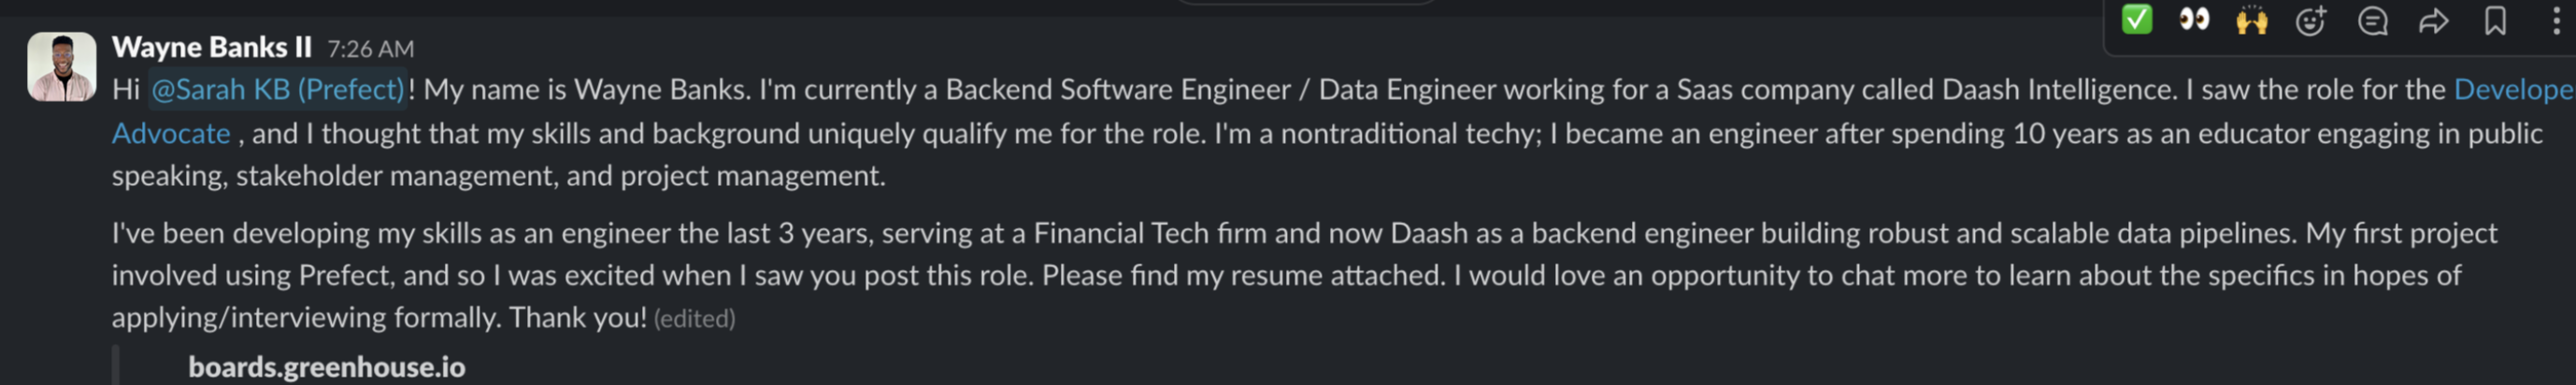 Wayne Banks II 7:26 AM
Hi @Sarah KB (Prefect)! My name is Wayne Banks. I'm currently a Backend Software Engineer / Data Engineer working for a Saas company called Daash Intelligence. I saw the role for the Develope
Advocate , and I thought that my skills and background uniquely qualify me for the role. I'm a nontraditional techy; I became an engineer after spending 10 years as an educator engaging in public
speaking, stakeholder management, and project management.
I've been developing my skills as an engineer the last 3 years, serving at a Financial Tech firm and now Daash as a backend engineer building robust and scalable data pipelines. My first project
involved using Prefect, and so I was excited when I saw you post this role. Please find my resume attached. I would love an opportunity to chat more to learn about the specifics in hopes of
applying/interviewing formally. Thank you! (edited)
boards.greenhouse.io